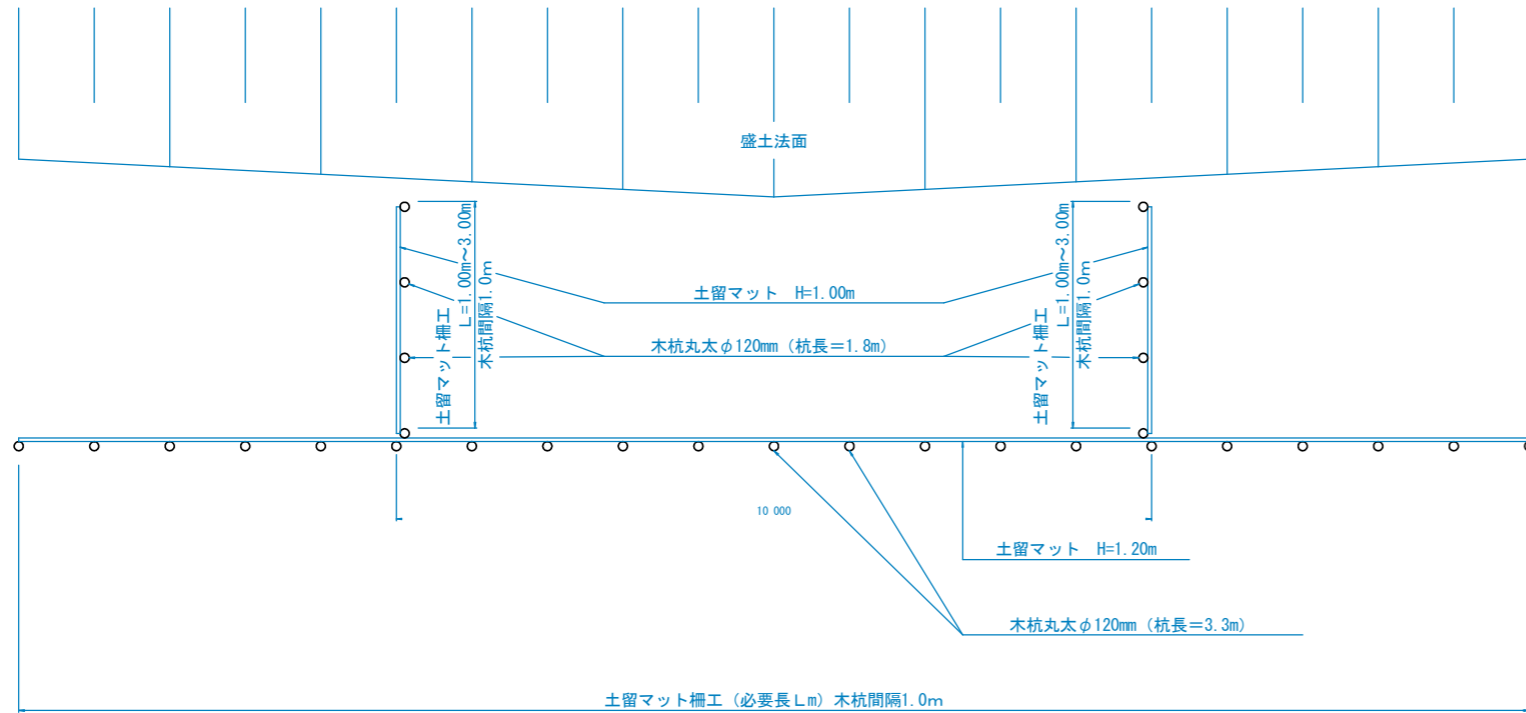 盛土法面
土留マット柵工
L=1.00m～3.00m
木杭間隔1.0m
土留マット H=1.00m
木杭丸太φ120mm（杭長＝1.8m）
土留マット柵工
L=1.00m～3.00m
木杭間隔1.0m
10 000
土留マット H=1.20m
木杭丸太φ120mm（杭長＝3.3m）
土留マット柵工（必要長Lm）木杭間隔1.0m